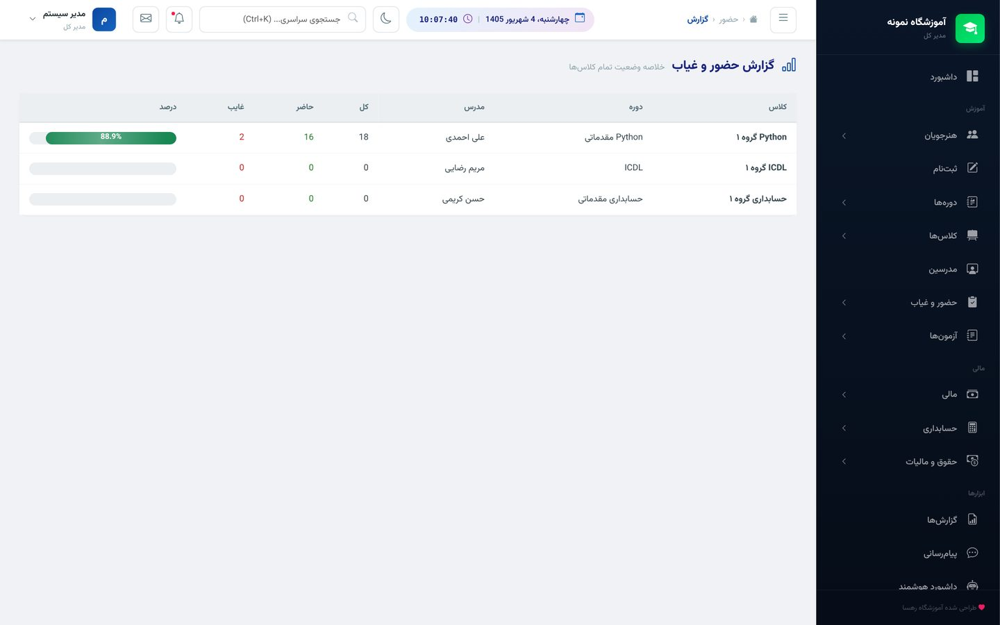 آموزشگاه نمونه
مدیر کل
داشبورد
آموزش
هنرجویان
ثبت‌نام
دوره‌ها
کلاس‌ها
مدرسین
حضور و غیاب
آزمون‌ها
مالی
مالی
حسابداری
حقوق و مالیات
ابزارها
گزارش‌ها
پیام‌رسانی
داشبورد هوشمند
طراحی شده آموزشگاه رهسا
حضور
گزارش
چهارشنبه، 4 شهریور 1405 | 10:07:40
جستجوی سراسری... (Ctrl+K)
م
مدیر سیستم
مدیر کل
گزارش حضور و غیاب خلاصه وضعیت تمام کلاس‌ها
کلاس دوره مدرس کل حاضر غایب درصد
Python گروه ۱ Python مقدماتی علی احمدی 18 16 2 88.9%
ICDL گروه ۱ ICDL مریم رضایی 0 0 0
حسابداری گروه ۱ حسابداری مقدماتی حسن کریمی 0 0 0